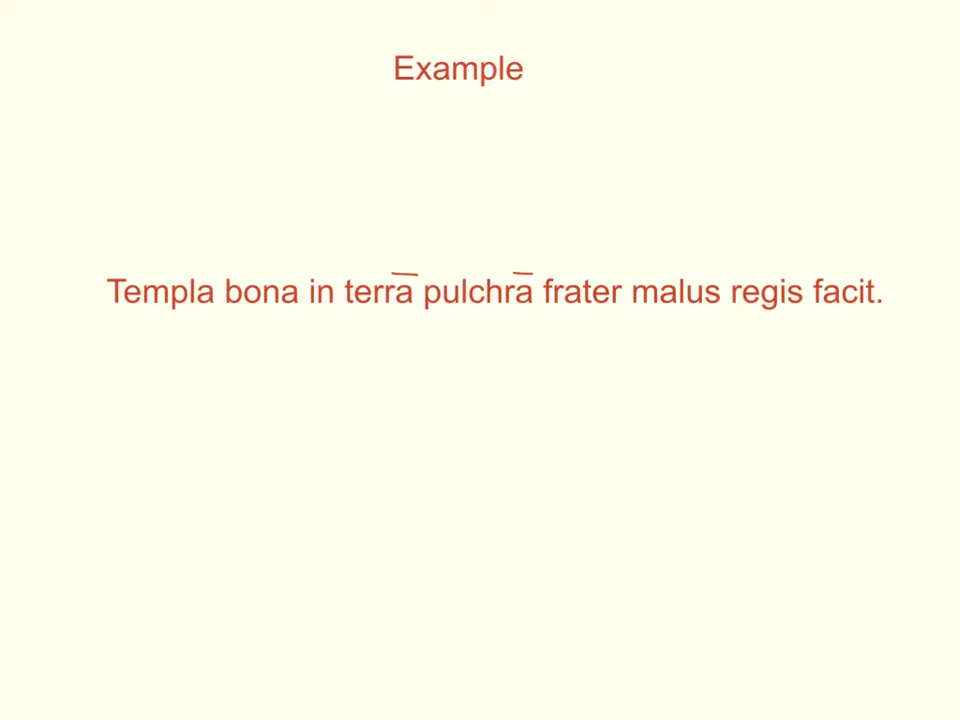 Example
Templa bona in terrā pulchrā frater malus regis facit.